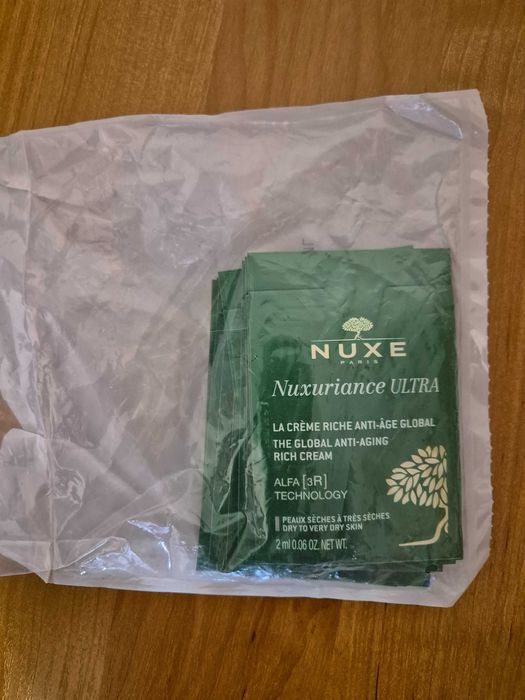 NUXE
PARIS
Nuxuriance ULTRA
LA CRÈME RICHE ANTI-ÂGE GLOBAL
THE GLOBAL ANTI-AGING
RICH CREAM
ALFA [3R]
TECHNOLOGY
PEAUX SÈCHES À TRÈS SÈCHES
DRY TO VERY DRY SKIN
2 ml 0.06 OZ. NET WT.